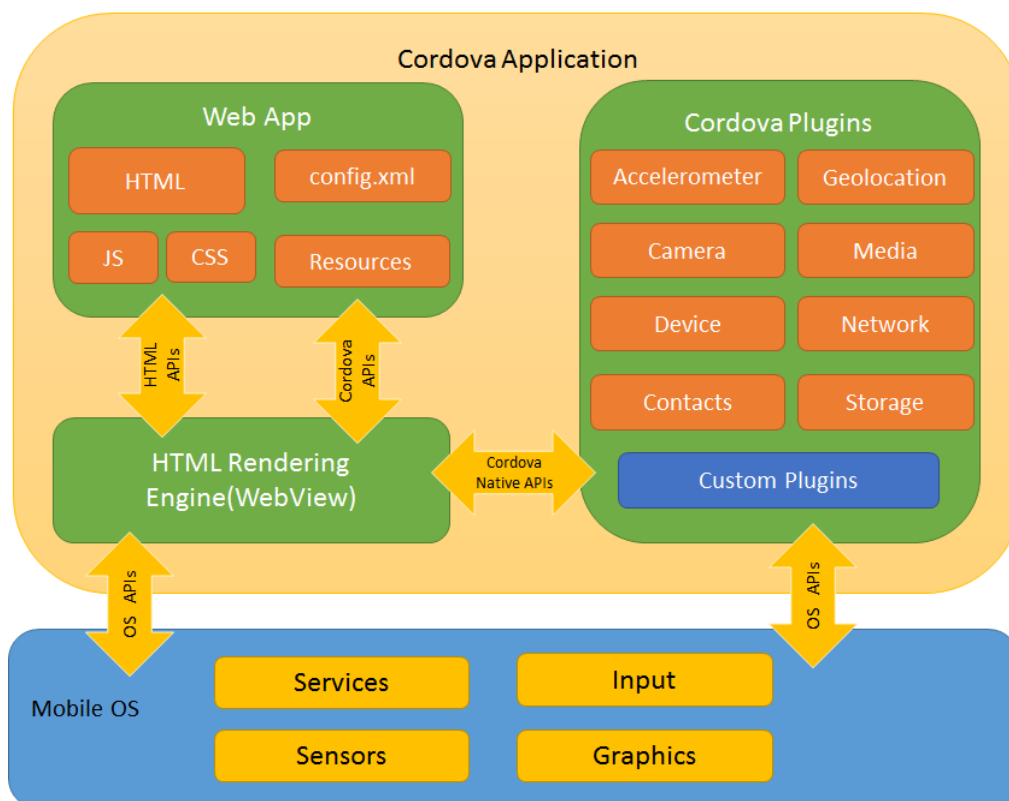 Cordova Application
Web App
HTML
config.xml
JS
CSS
Resources
HTML
APIs
Cordova
APIs
HTML Rendering
Engine(WebView)
Cordova
Native APIs
Cordova Plugins
Accelerometer
Geolocation
Camera
Media
Device
Network
Contacts
Storage
Custom Plugins
OS APIs
OS APIs
Mobile OS
Services
Input
Sensors
Graphics